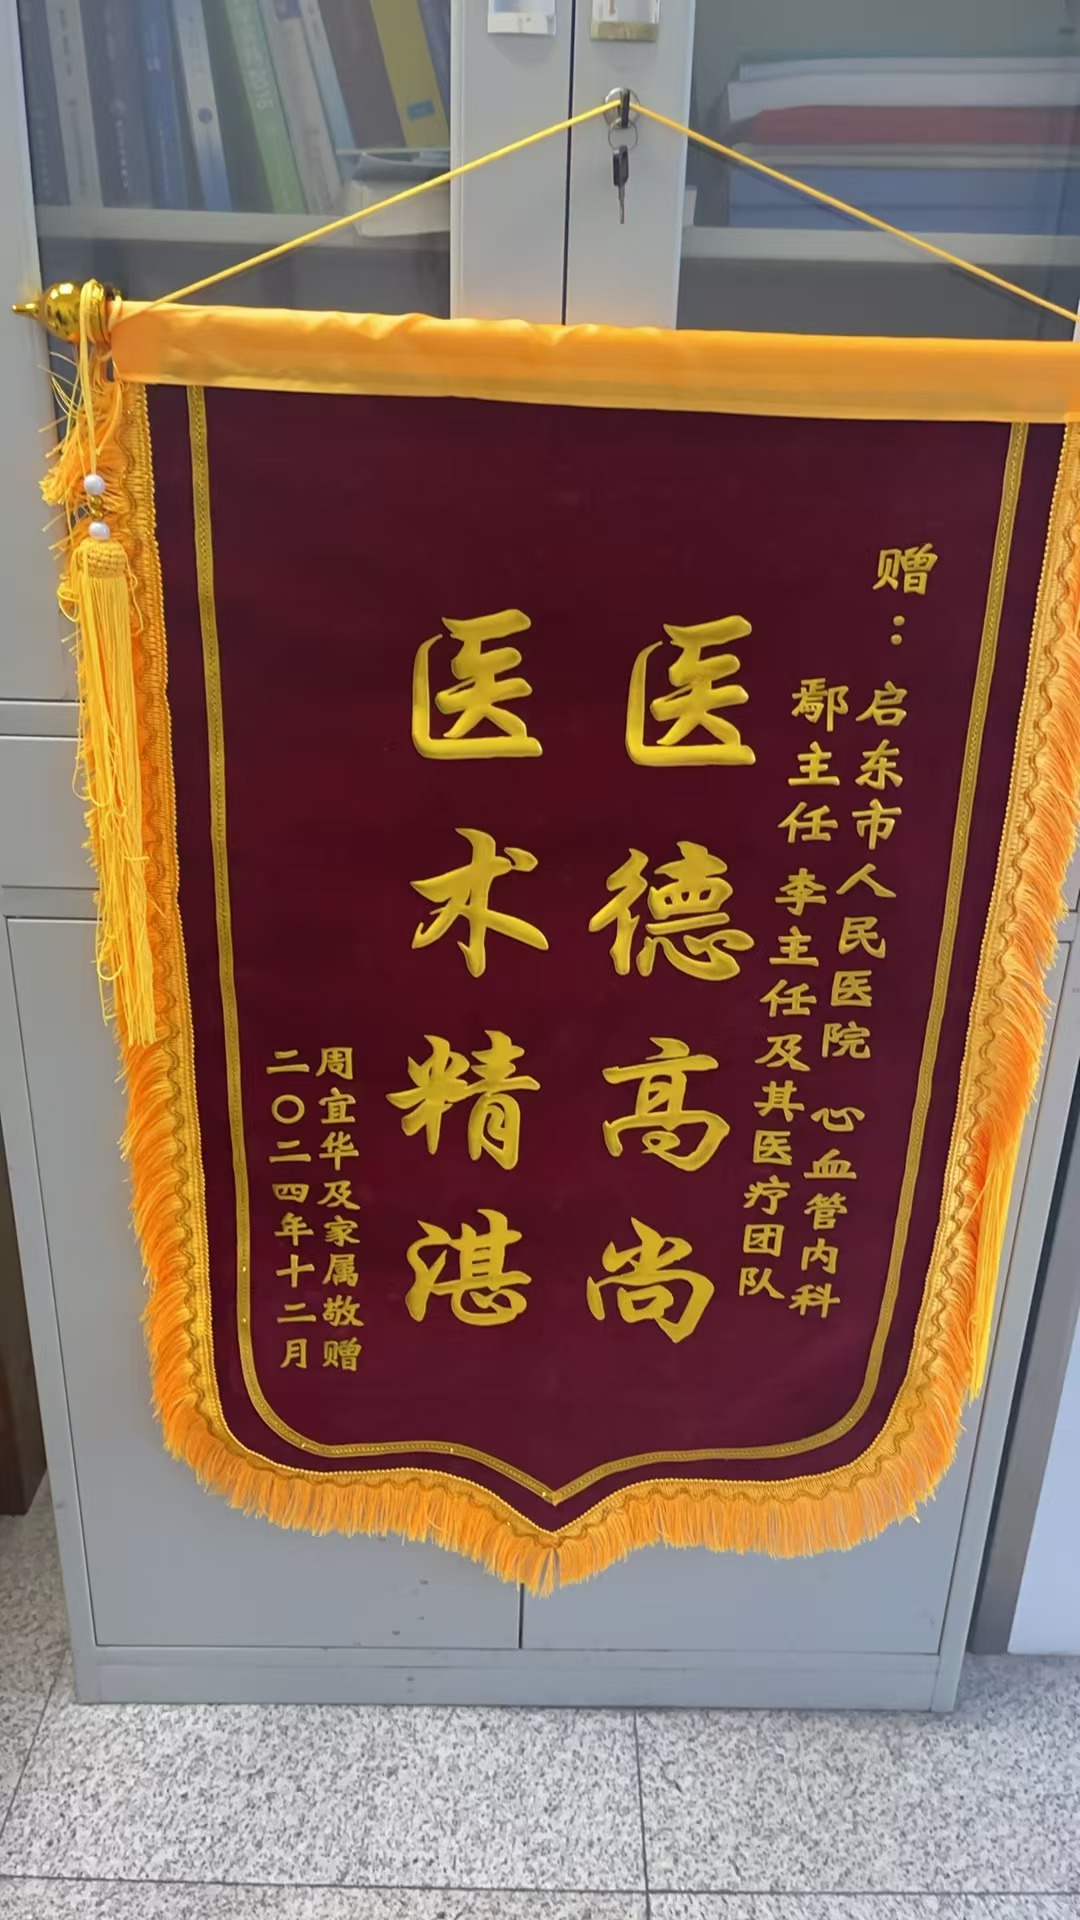 赠：
启东市人民医院 心血管内科
鄢主任 李主任及其医疗团队
医德高尚
医术精湛
周宜华及家属敬赠
二〇二四年十二月
2016